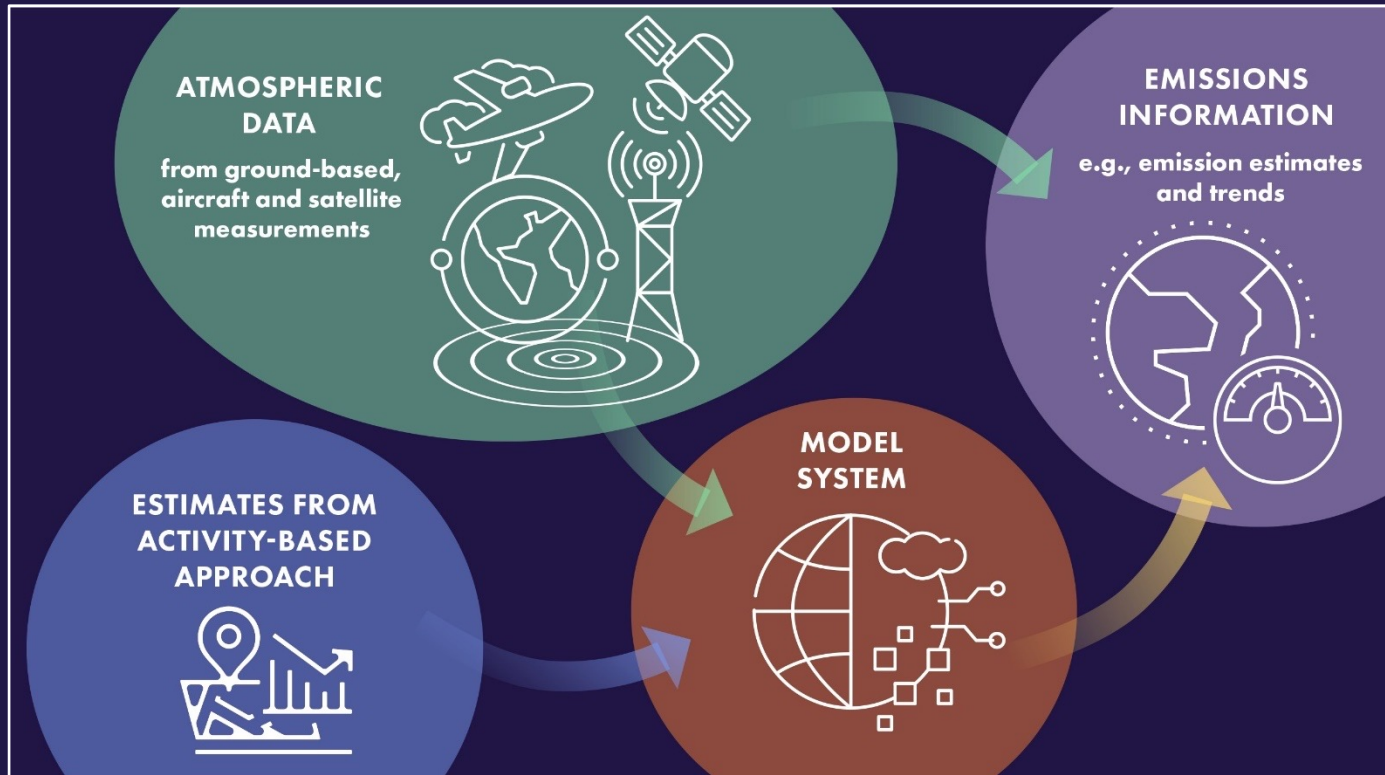 ATMOSPHERIC
DATA
from ground-based,
aircraft and satellite
measurements
EMISSIONS
INFORMATION
e.g., emission estimates
and trends
MODEL
SYSTEM
ESTIMATES FROM
ACTIVITY-BASED
APPROACH